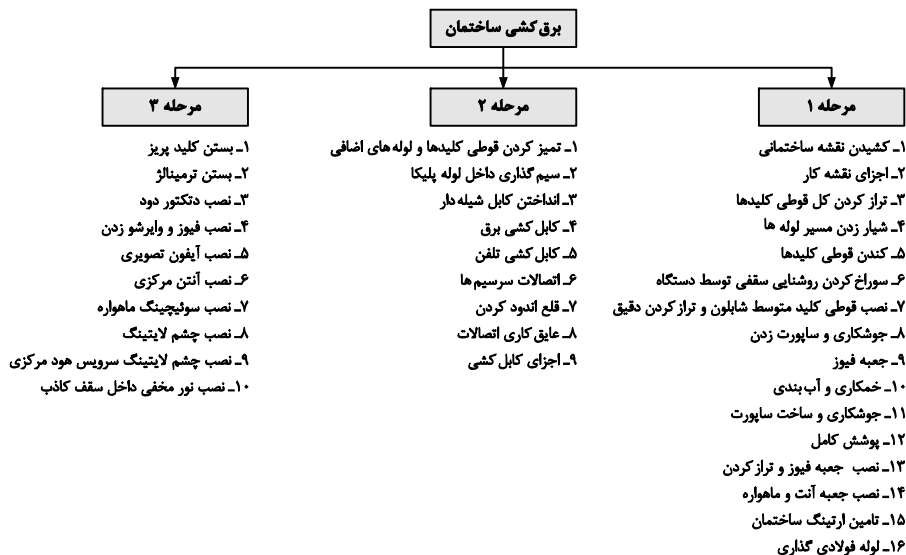 برق‌کشی ساختمان
مرحله ۱
۱ـ کشیدن نقشه ساختمانی
۲ـ اجزای نقشه کار
۳ـ تراز کردن کل قوطی کلیدها
۴ـ شیار زدن مسیر لوله ها
۵ـ کندن قوطی کلیدها
۶ـ سوراخ‌کردن روشنایی سقفی توسط دستگاه
۷ـ نصب قوطی کلید متوسط شابلون و تراز کردن دقیق
۸ـ جوشکاری و ساپورت زدن
۹ـ جعبه فیوز
۱۰ـ خمکاری و آب‌بندی
۱۱ـ جوشکاری و ساخت ساپورت
۱۲ـ پوشش کامل
۱۳ـ نصب جعبه فیوز و تراز کردن
۱۴ـ نصب جعبه آنت و ماهواره
۱۵ـ تامین ارتینگ ساختمان
۱۶ـ لوله فولادی گذاری
مرحله ۲
۱ـ تمیز کردن قوطی کلیدها و لوله های اضافی
۲ـ سیم گذاری داخل لوله پلیکا
۳ـ انداختن کابل شیله دار
۴ـ کابل کشی برق
۵ـ کابل کشی تلفن
۶ـ اتصالات سرسیم ها
۷ـ قلع اندود کردن
۸ـ عایق کاری اتصالات
۹ـ اجزای کابل کشی
مرحله ۳
۱ـ بستن کلید پریز
۲ـ بستن ترمینالژ
۳ـ نصب دتکتور دود
۴ـ نصب فیوز و وایرشو زدن
۵ـ نصب آیفون تصویری
۶ـ نصب آنتن مرکزی
۷ـ نصب سوئیچینگ ماهواره
۸ـ نصب چشم لایتینگ
۹ـ نصب چشم لایتینگ سرویس هود مرکزی
۱۰ـ نصب نور مخفی داخل سقف کاذب